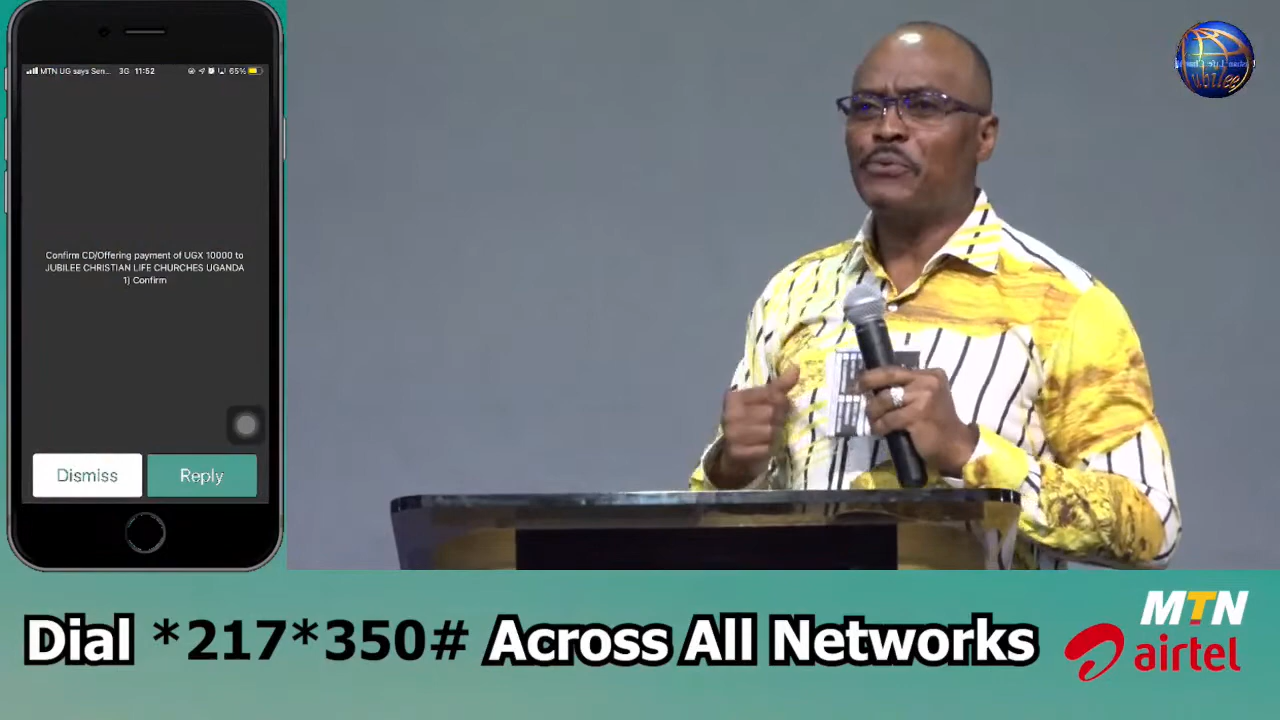 MTN UG says Sen... 3G 11:52 65%
Confirm CD/Offering payment of UGX 10000 to
JUBILEE CHRISTIAN LIFE CHURCHES UGANDA
1) Confirm
Dismiss
Reply
Jubilee
Dial *217*350# Across All Networks
MTN
airtel